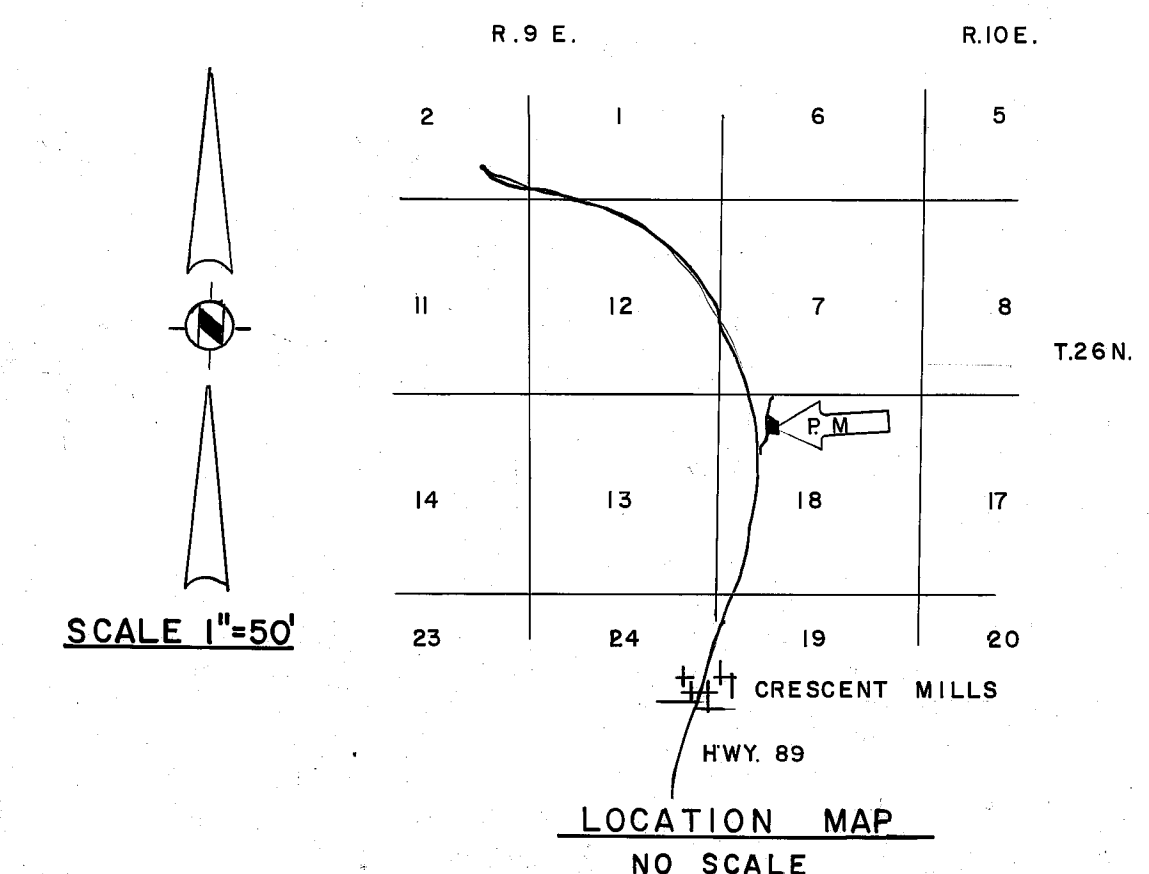 R.9 E. R.10E.
2 1 6 5
11 12 7 8
T.26N.
P. M
14 13 18 17
SCALE 1"=50'
23 24 19 20
CRESCENT MILLS
HWY. 89
LOCATION MAP
NO SCALE
N